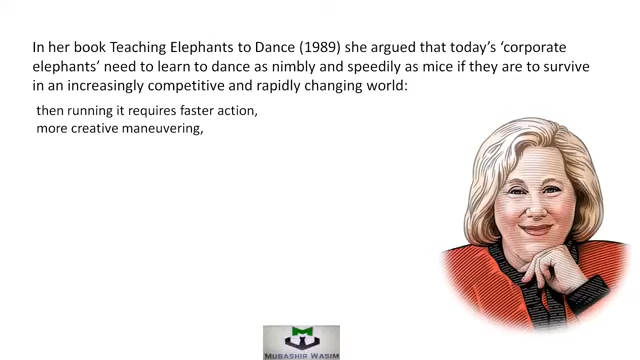 In her book Teaching Elephants to Dance (1989) she argued that today's 'corporate
elephants' need to learn to dance as nimbly and speedily as mice if they are to survive
in an increasingly competitive and rapidly changing world:
then running it requires faster action,
more creative maneuvering,
MUBASHIR WASIM